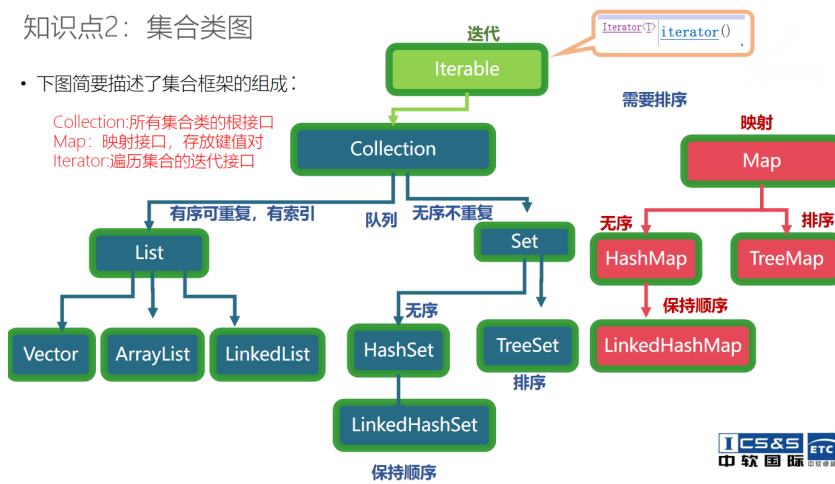 知识点2：集合类图
• 下图简要描述了集合框架的组成：
Collection:所有集合类的根接口
Map：映射接口，存放键值对
Iterator:遍历集合的迭代接口
迭代
Iterator<T> iterator()
、
Iterable
需要排序
映射
Collection
Map
有序可重复，有索引
队列
无序不重复
无序
排序
List
Set
HashMap
TreeMap
无序
保持顺序
Vector
ArrayList
LinkedList
HashSet
TreeSet
LinkedHashMap
排序
LinkedHashSet
保持顺序
ICS&S
中软国际
ETC